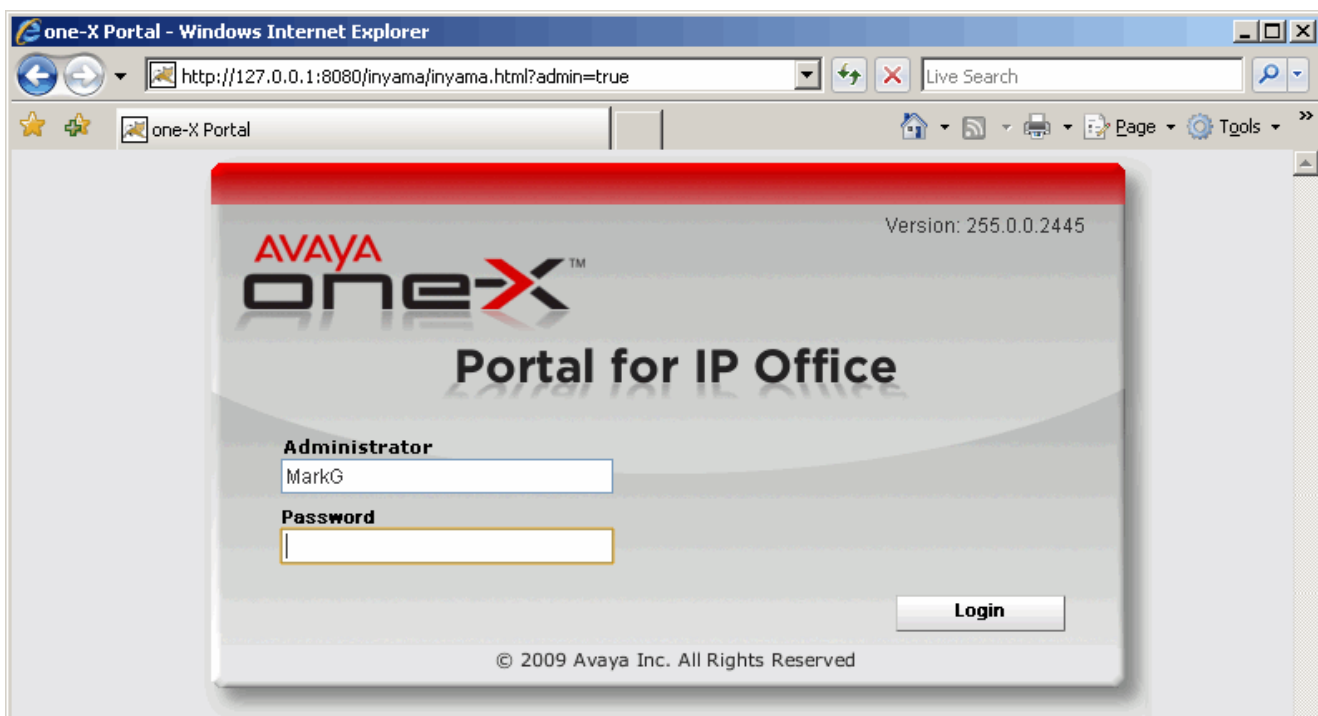 one-X Portal - Windows Internet Explorer
http://127.0.0.1:8080/inyama/inyama.html?admin=true
Live Search
one-X Portal
Page
Tools
»
Version: 255.0.0.2445
AVAYA
one-X™
Portal for IP Office
Administrator
MarkG
Password
Login
© 2009 Avaya Inc. All Rights Reserved